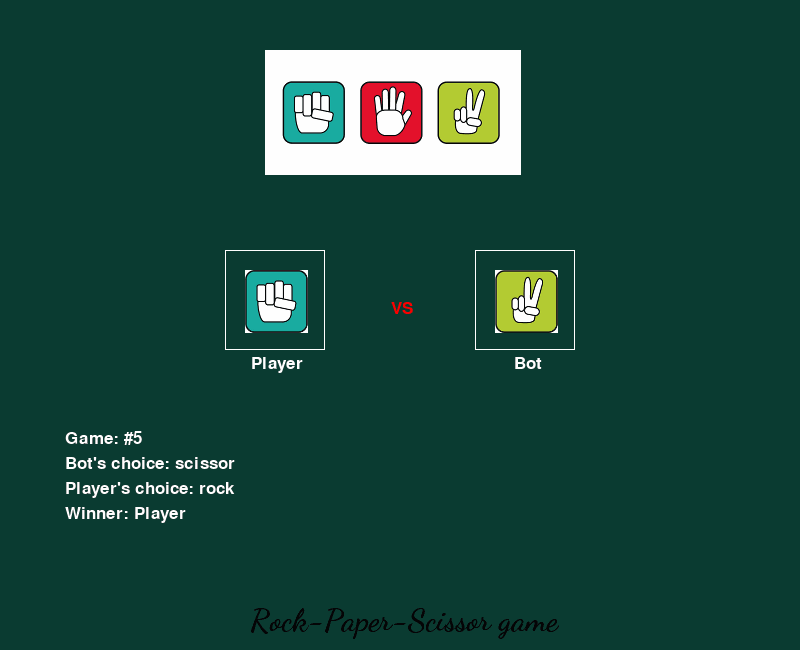 VS
Player
Bot
Game: #5
Bot's choice: scissor
Player's choice: rock
Winner: Player
Rock-Paper-Scissor game